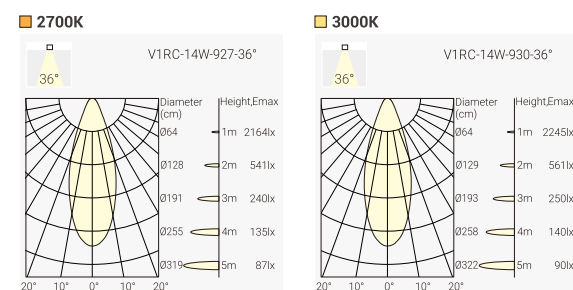 2700K
V1RC-14W-927-36°
36°
Diameter (cm) Height,Emax
Ø64 1m 2164lx
Ø128 2m 541lx
Ø191 3m 240lx
Ø255 4m 135lx
Ø319 5m 87lx
20° 10° 0° 10° 20°
3000K
V1RC-14W-930-36°
36°
Diameter (cm) Height,Emax
Ø64 1m 2245lx
Ø129 2m 561lx
Ø193 3m 250lx
Ø258 4m 140lx
Ø322 5m 90lx
20° 10° 0° 10° 20°